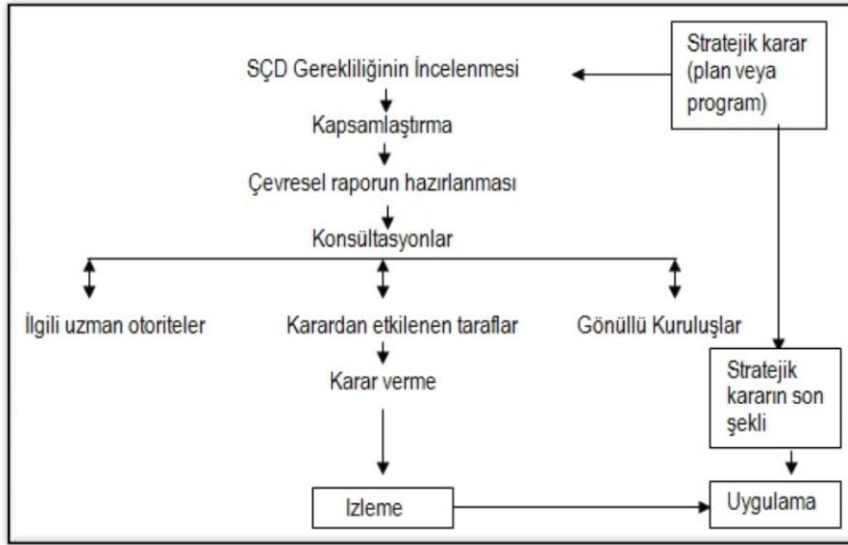 SÇD Gerekliliğinin İncelenmesi
Stratejik karar
(plan veya
program)
Kapsamlaştırma
Çevresel raporun hazırlanması
Konsültasyonlar
İlgili uzman otoriteler
Karardan etkilenen taraflar
Gönüllü Kuruluşlar
Karar verme
Stratejik
kararın son
şekli
Izleme
Uygulama